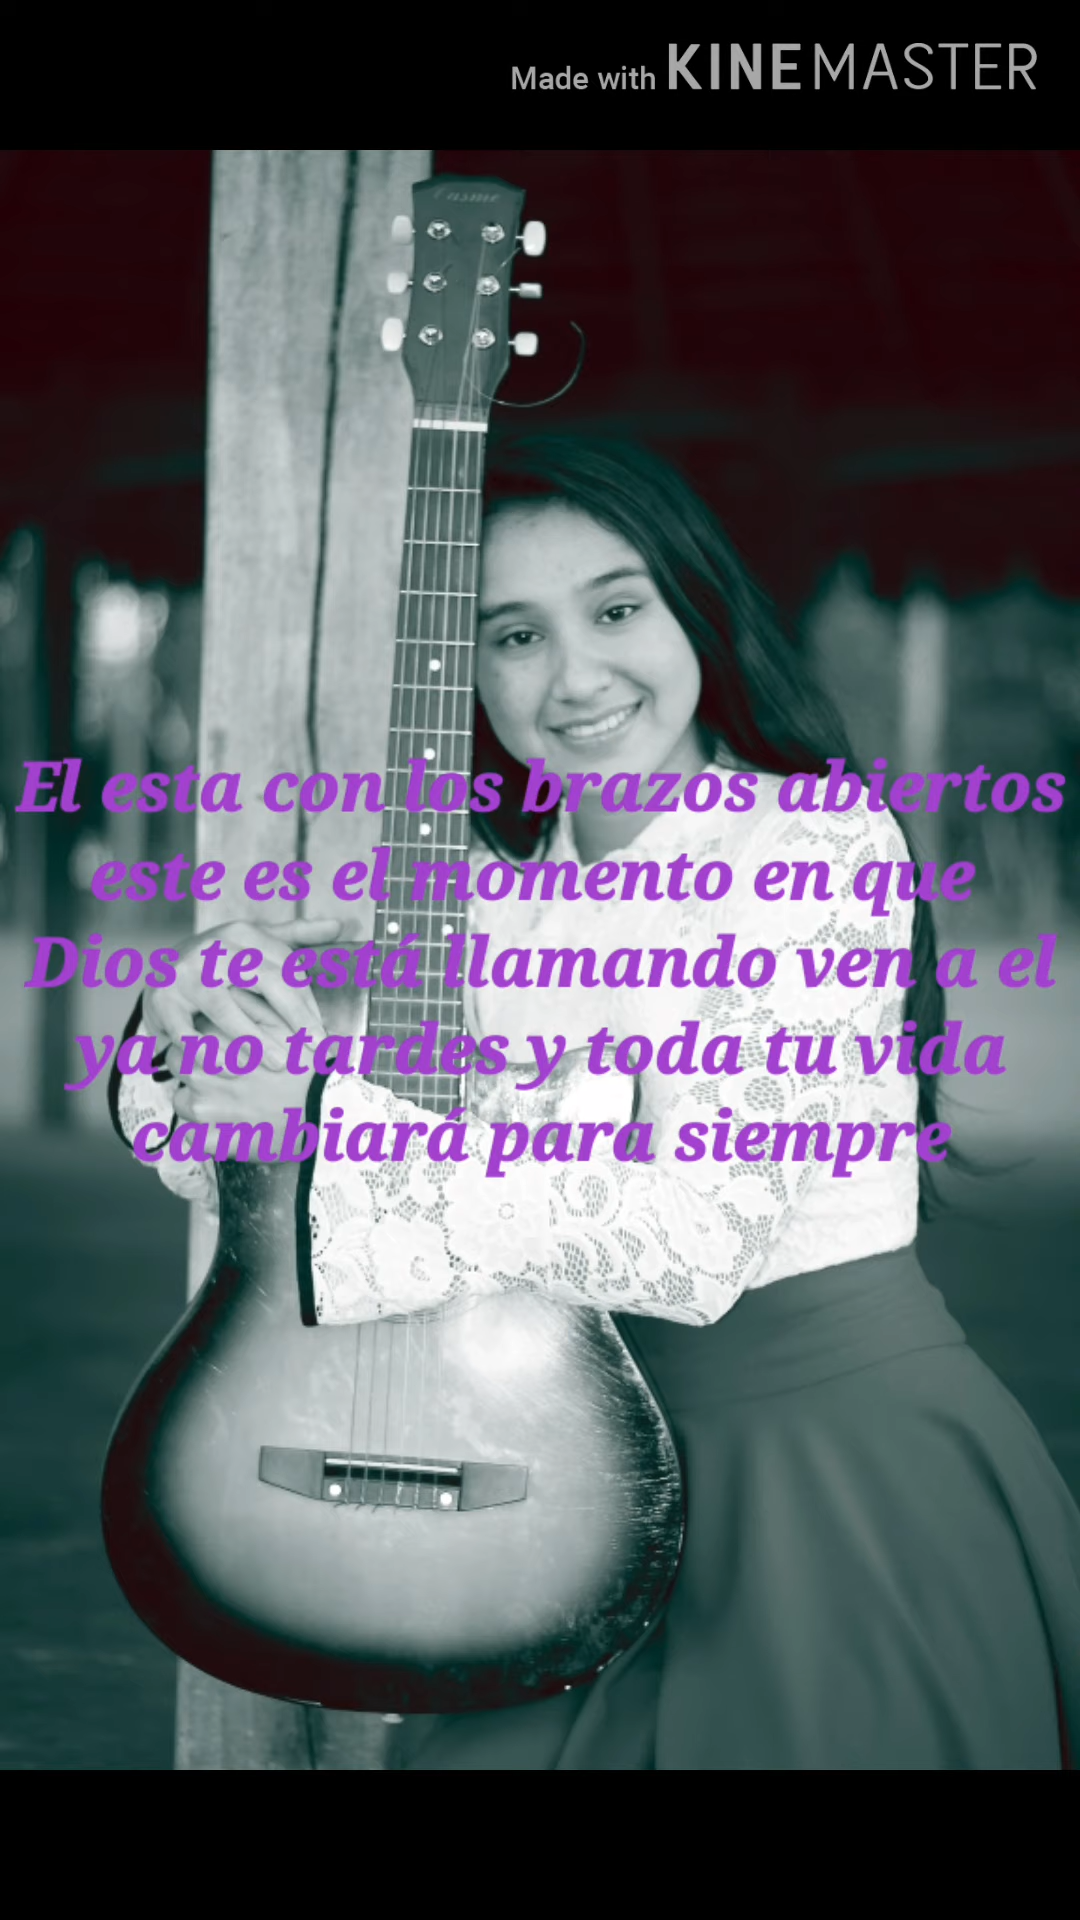 Made with KINEMASTER
El esta con los brazos abiertos
este es el momento en que
Dios te está llamando ven a el
ya no tardes y toda tu vida
cambiará para siempre